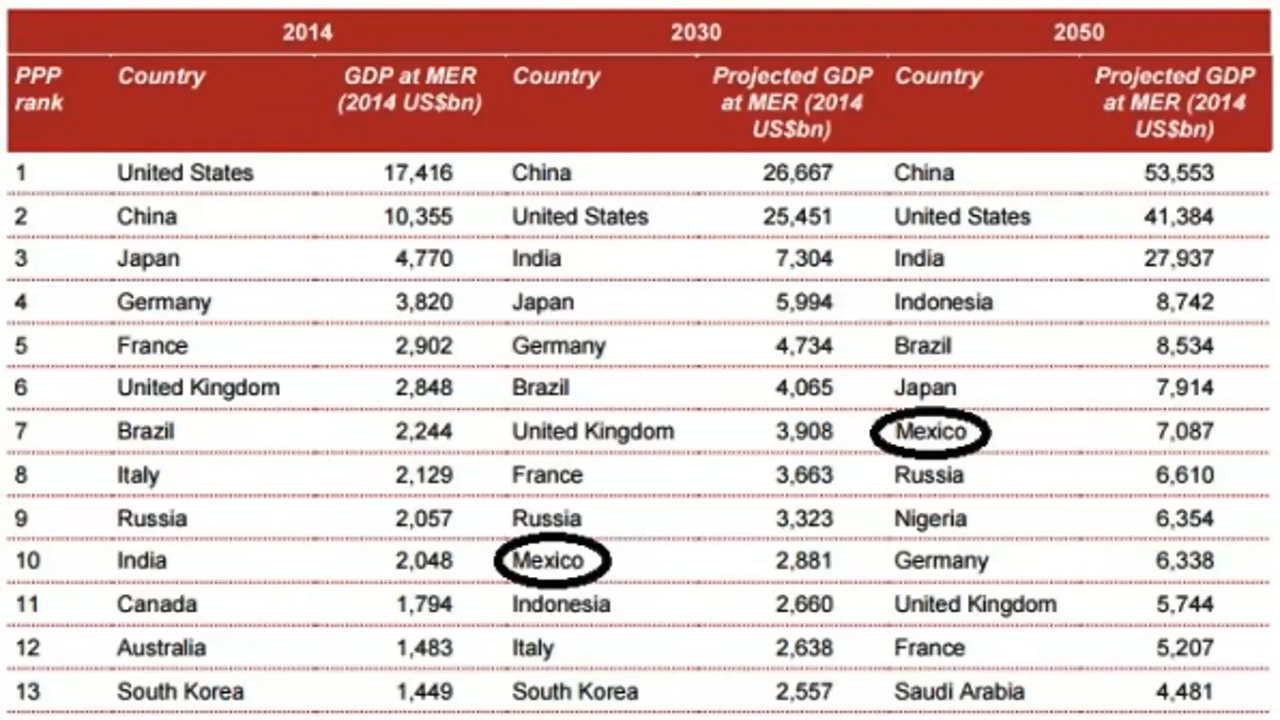 2014 2030 2050
PPP rank Country GDP at MER (2014 US$bn) Country Projected GDP at MER (2014 US$bn) Country Projected GDP at MER (2014 US$bn)
1 United States 17,416 China 26,667 China 53,553
2 China 10,355 United States 25,451 United States 41,384
3 Japan 4,770 India 7,304 India 27,937
4 Germany 3,820 Japan 5,994 Indonesia 8,742
5 France 2,902 Germany 4,734 Brazil 8,534
6 United Kingdom 2,848 Brazil 4,065 Japan 7,914
7 Brazil 2,244 United Kingdom 3,908 Mexico 7,087
8 Italy 2,129 France 3,663 Russia 6,610
9 Russia 2,057 Russia 3,323 Nigeria 6,354
10 India 2,048 Mexico 2,881 Germany 6,338
11 Canada 1,794 Indonesia 2,660 United Kingdom 5,744
12 Australia 1,483 Italy 2,638 France 5,207
13 South Korea 1,449 South Korea 2,557 Saudi Arabia 4,481